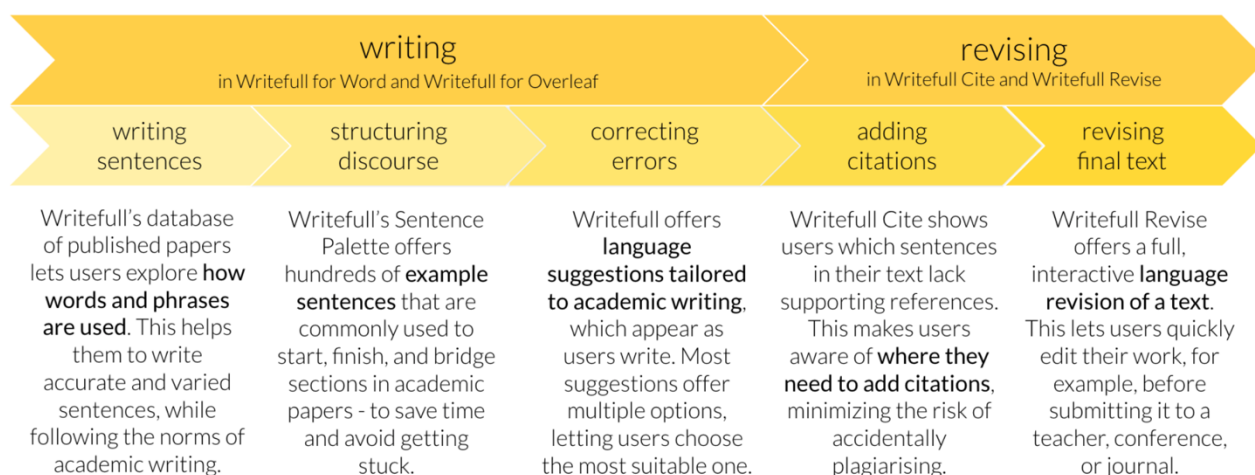 writing
in Writefull for Word and Writefull for Overleaf
revising
in Writefull Cite and Writefull Revise
writing
sentences
structuring
discourse
correcting
errors
adding
citations
revising
final text
Writefull's database
of published papers
lets users explore how
words and phrases
are used. This helps
them to write
accurate and varied
sentences, while
following the norms of
academic writing.
Writefull's Sentence
Palette offers
hundreds of example
sentences that are
commonly used to
start, finish, and bridge
sections in academic
papers - to save time
and avoid getting
stuck.
Writefull offers
language
suggestions tailored
to academic writing,
which appear as
users write. Most
suggestions offer
multiple options,
letting users choose
the most suitable one.
Writefull Cite shows
users which sentences
in their text lack
supporting references.
This makes users
aware of where they
need to add citations,
minimizing the risk of
accidentally
plagiarising.
Writefull Revise
offers a full,
interactive language
revision of a text.
This lets users quickly
edit their work, for
example, before
submitting it to a
teacher, conference,
or journal.